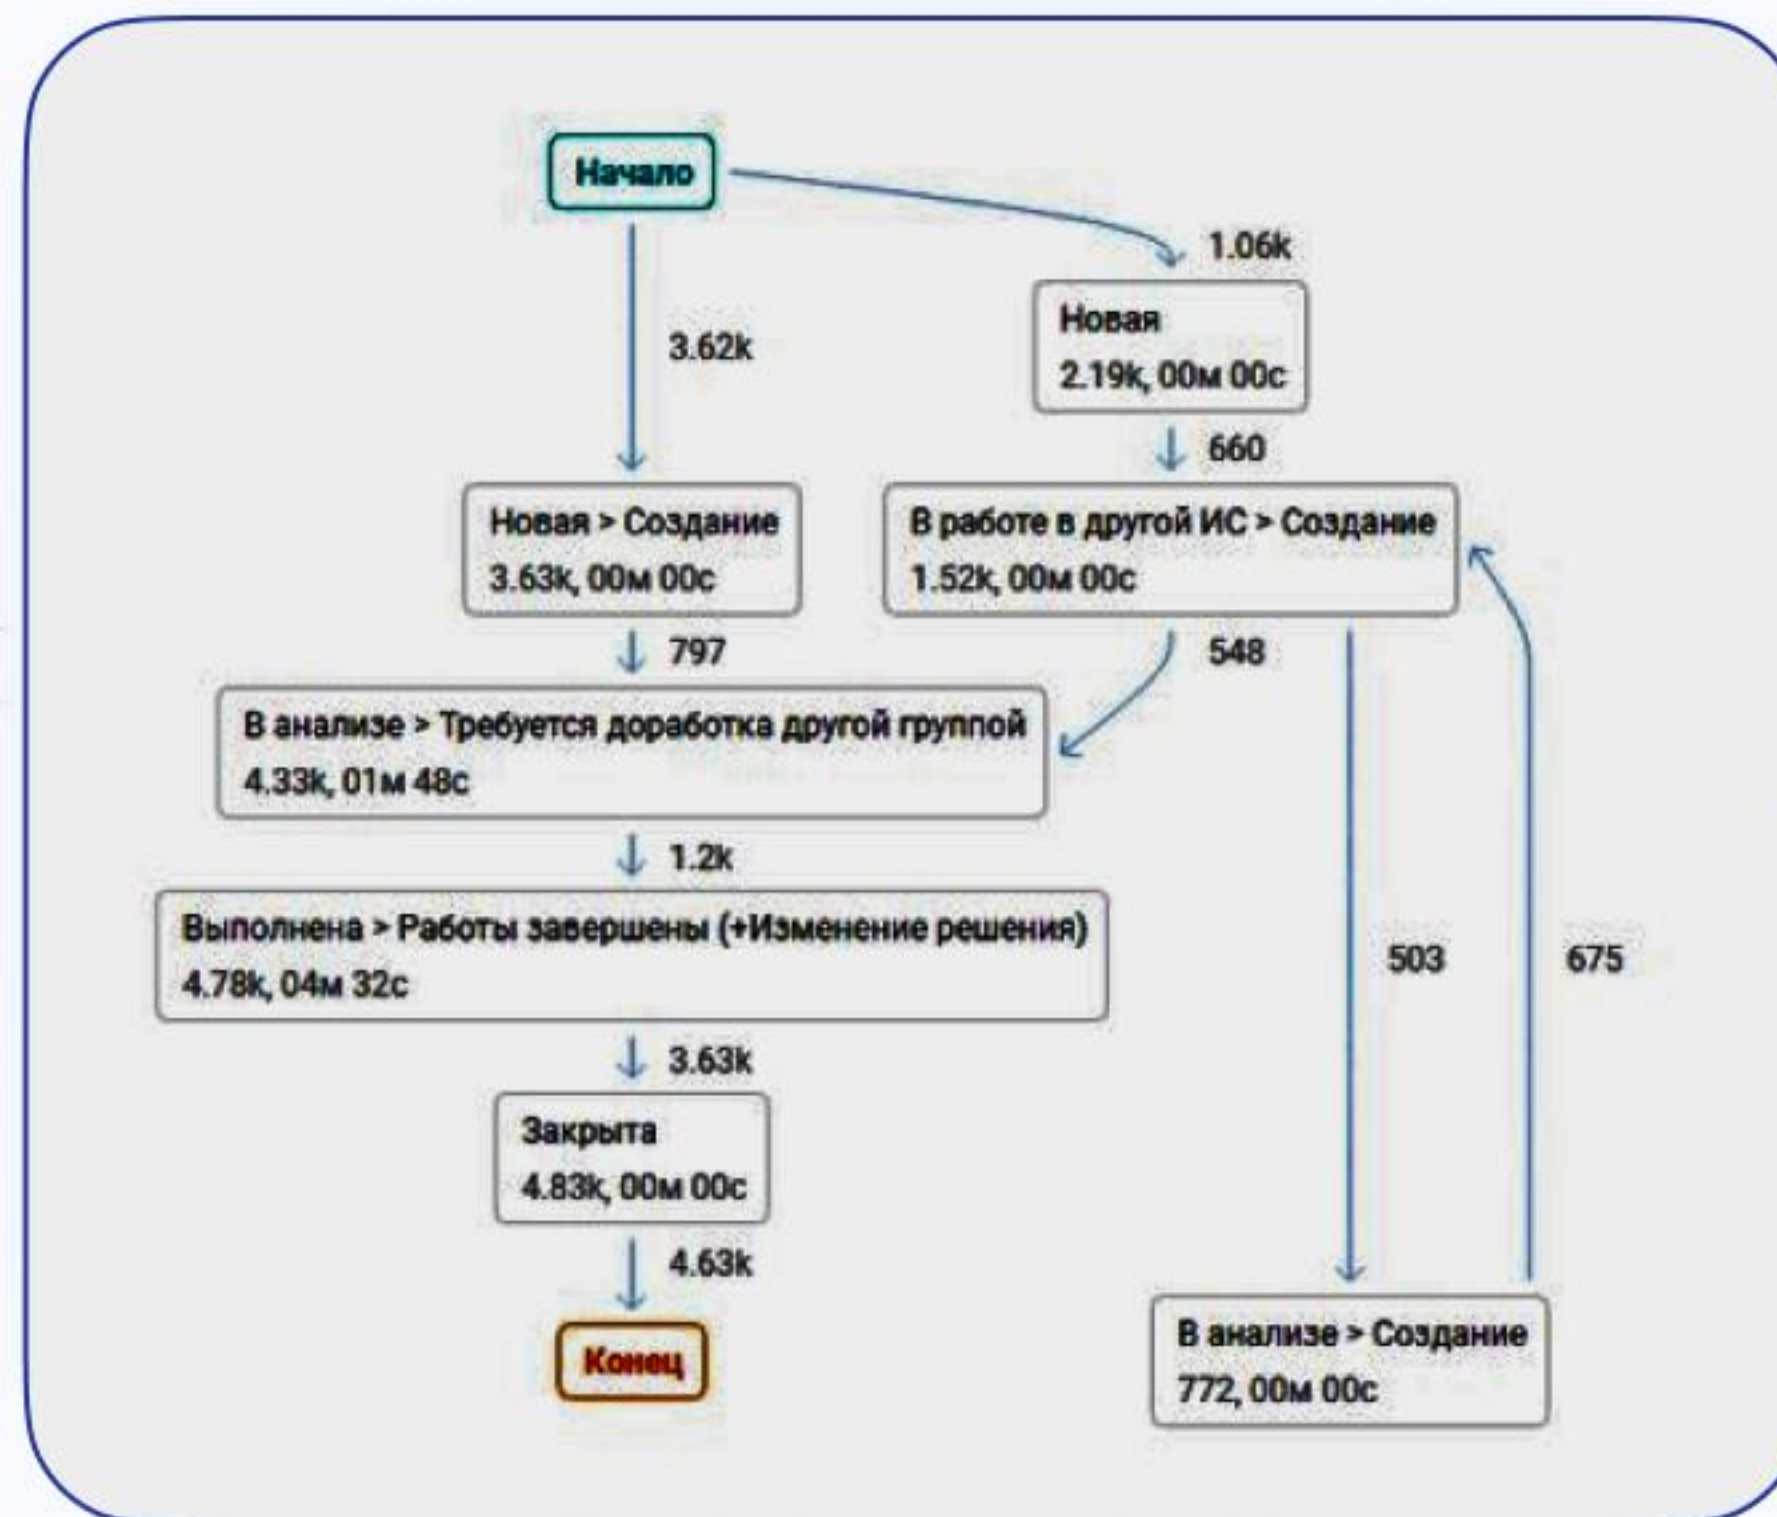 Начало
1.06k
Новая
2.19k, 00м 00с
3.62k
660
Новая > Создание
3.63k, 00м 00с
В работе в другой ИС > Создание
1.52k, 00м 00с
797
548
В анализе > Требуется доработка другой группой
4.33k, 01м 48с
1.2k
Выполнена > Работы завершены (+Изменение решения)
4.78k, 04м 32с
503
675
3.63k
Закрыта
4.83k, 00м 00с
4.63k
Конец
В анализе > Создание
772, 00м 00с